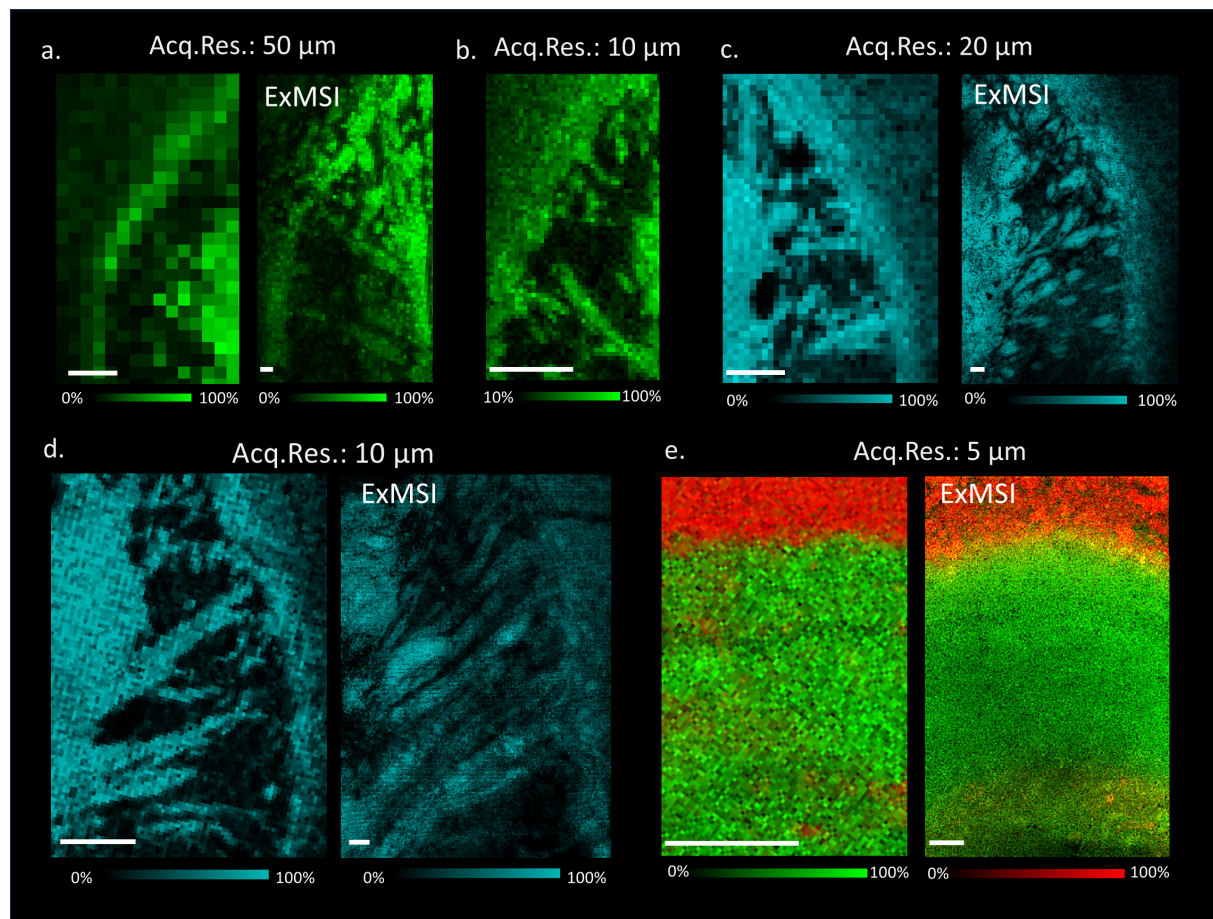 a.
Acq.Res.: 50 µm
b.
Acq.Res.: 10 µm
c.
Acq.Res.: 20 µm
ExMSI
ExMSI
0%
100%
0%
100%
10%
100%
0%
100%
0%
100%
d.
Acq.Res.: 10 µm
e.
Acq.Res.: 5 µm
ExMSI
ExMSI
0%
100%
0%
100%
0%
100%
0%
100%